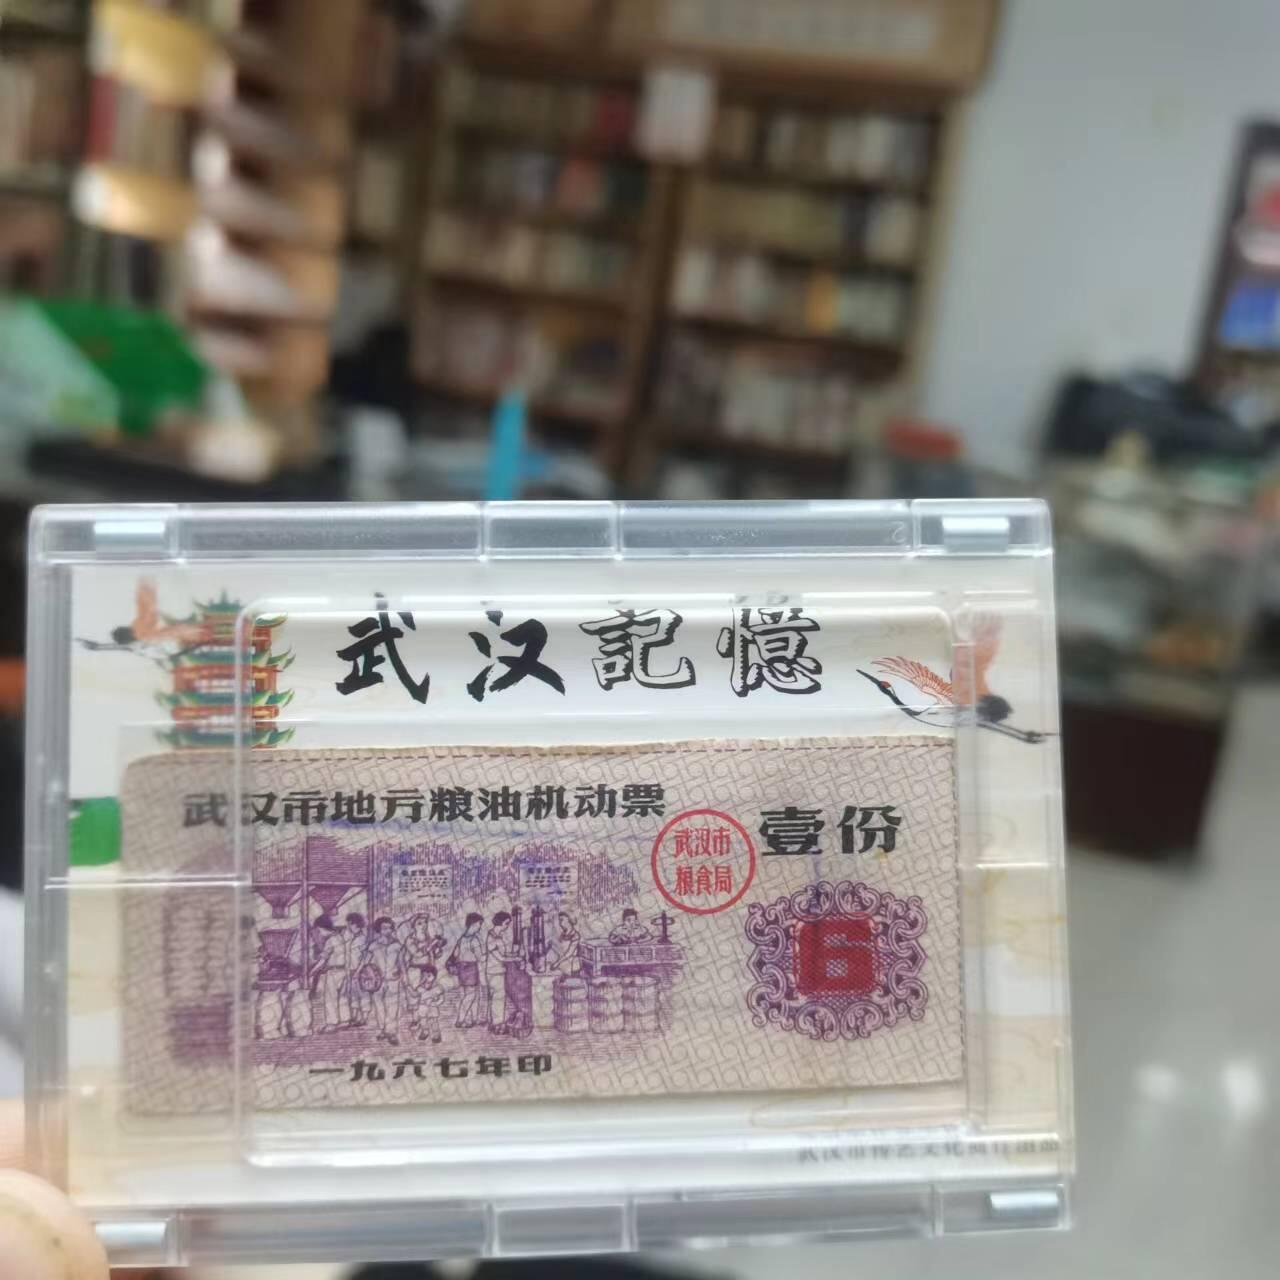 武汉記憶
武汉市地方粮油机动票
壹份
武汉市
粮食局
6
一九六七年印